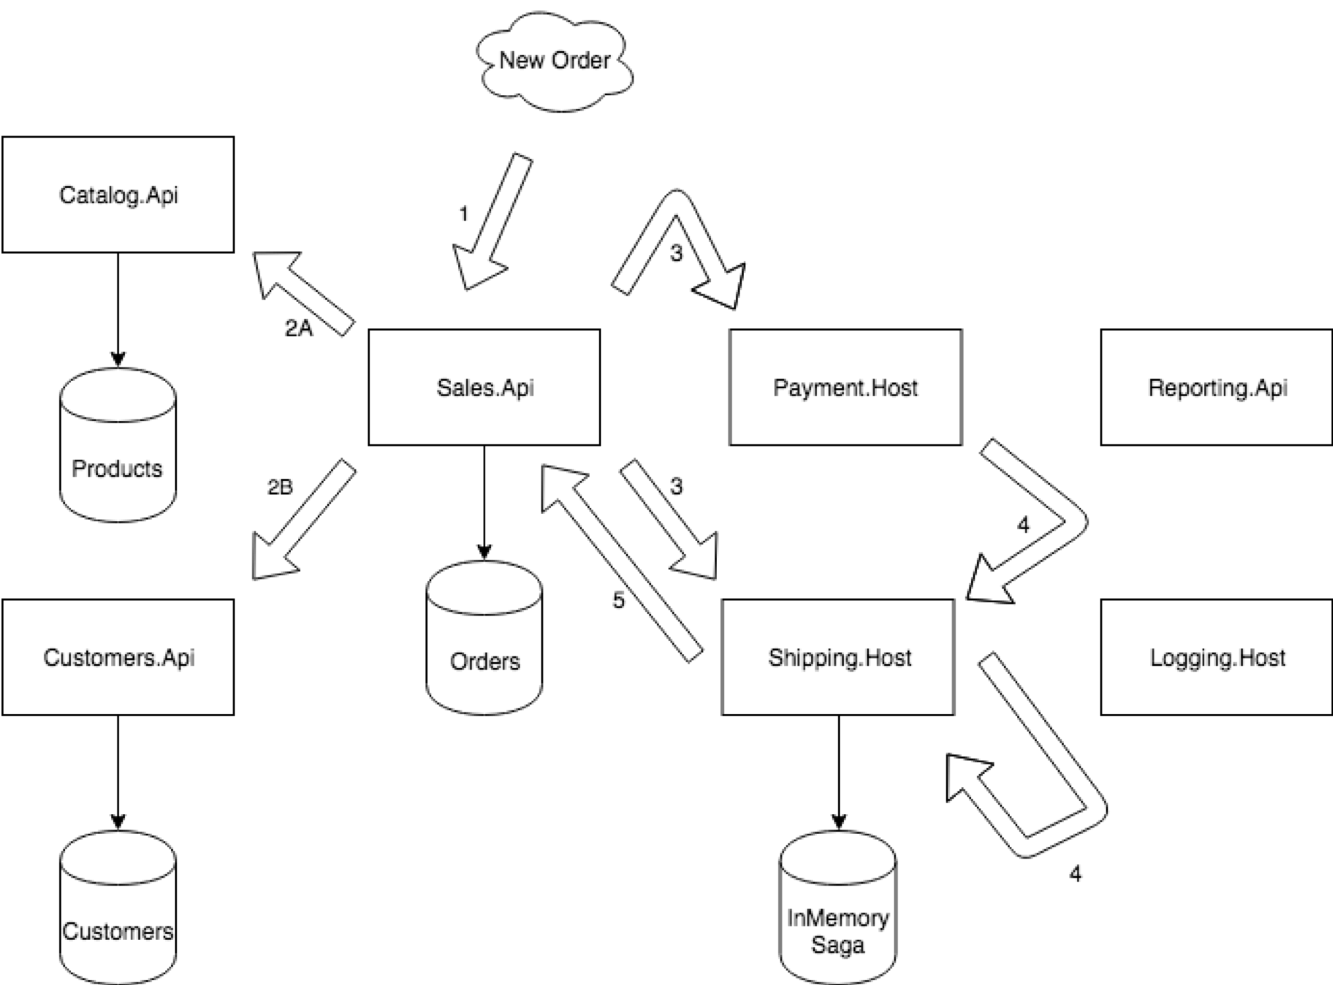 New Order
Catalog.Api
1
3
2A
Sales.Api
Payment.Host
Reporting.Api
Products
2B
3
4
5
Customers.Api
Orders
Shipping.Host
Logging.Host
4
Customers
InMemory
Saga